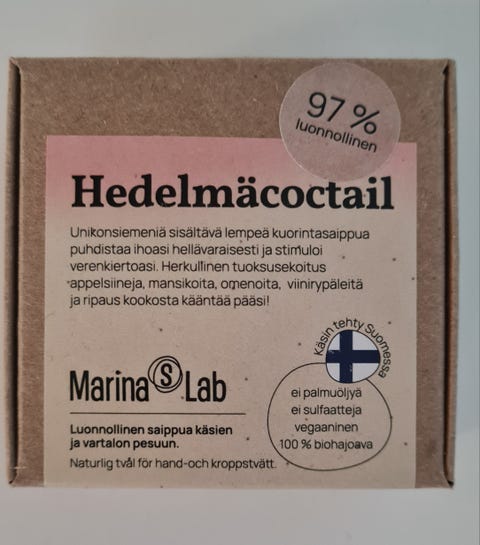 97 %
luonnollinen
Hedelmäcoctail
Unikonsiemeniä sisältävä lempeä kuorintasaippua
puhdistaa ihoasi hellävaraisesti ja stimuloi
verenkiertoasi. Herkullinen tuoksusekoitus
appelsiineja, mansikoita, omenoita, viinirypäleitä
ja ripaus kookosta kääntää pääsi!
Käsin tehty Suomessa
Marina S Lab
ei palmuöljyä
ei sulfaatteja
vegaaninen
100 % biohajoava
Luonnollinen saippua käsien
ja vartalon pesuun.
Naturlig tvål för hand-och kroppstvätt.